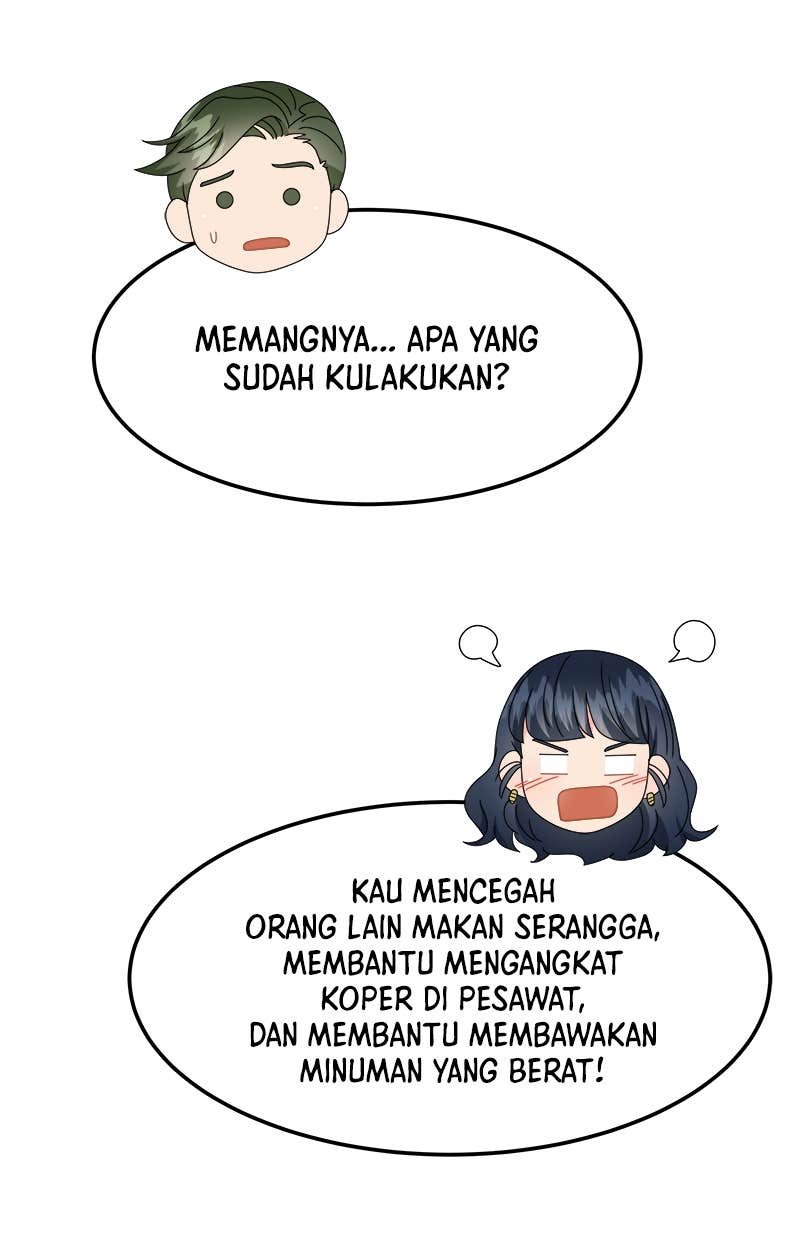 MEMANGNYA... APA YANG
SUDAH KULAKUKAN?
KAU MENCEGAH
ORANG LAIN MAKAN SERANGGA,
MEMBANTU MENGANGKAT
KOPER DI PESAWAT,
DAN MEMBANTU MEMBAWAKAN
MINUMAN YANG BERAT!